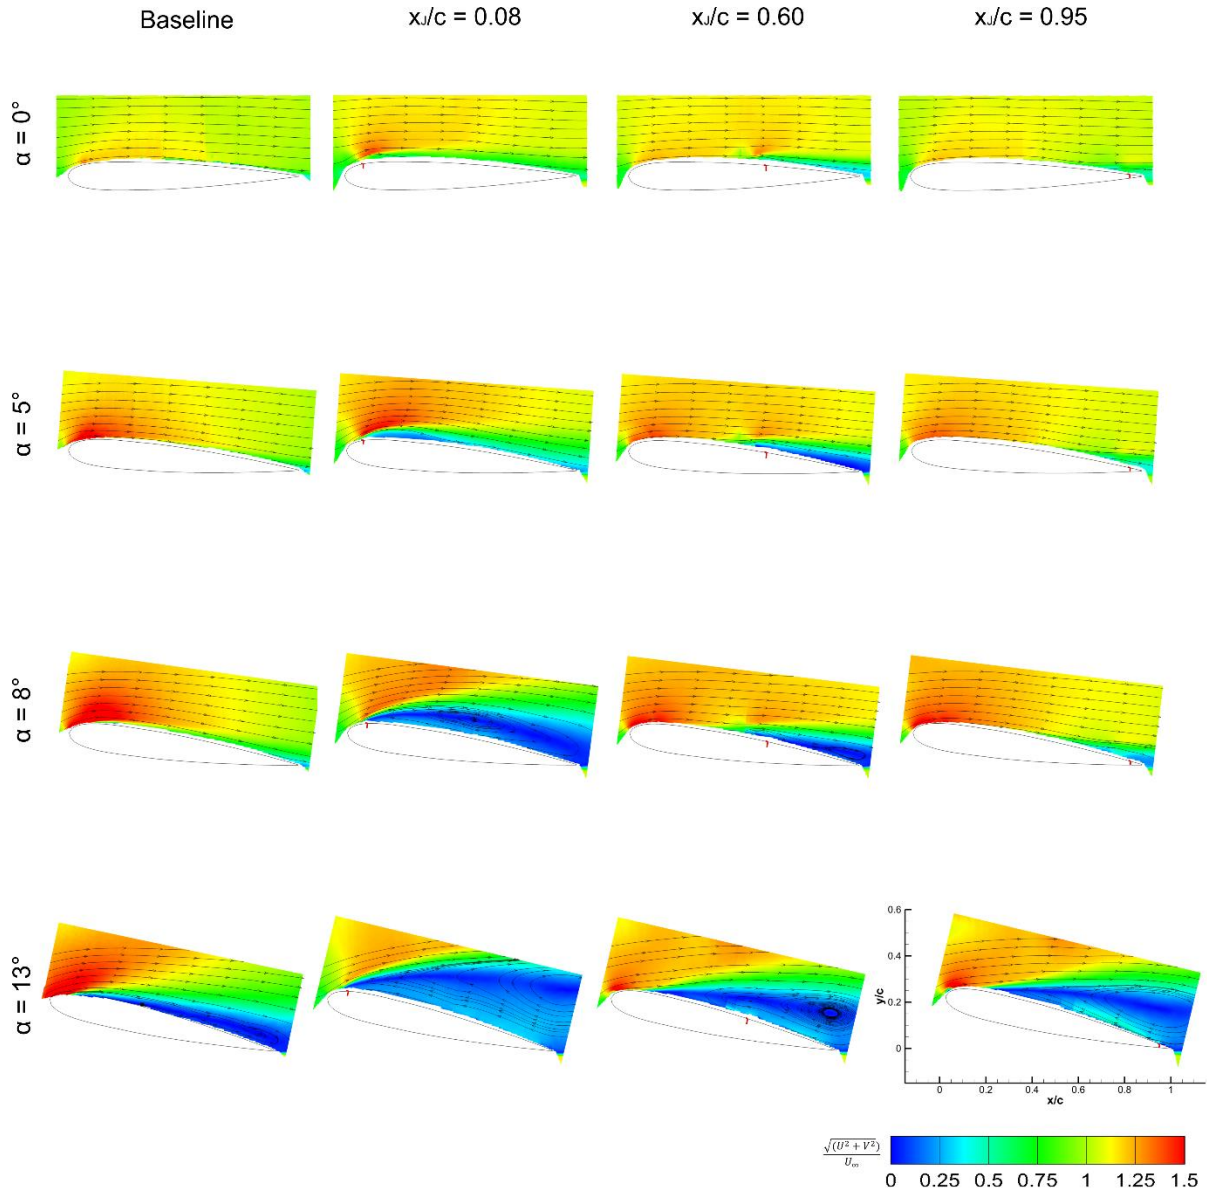 Baseline xJ/c = 0.08 xJ/c = 0.60 xJ/c = 0.95
α = 0°
α = 5°
α = 8°
α = 13°
0.6
0.4
0.2
0
y/c
0 0.2 0.4 0.6 0.8 1
x/c
√(U² + V²)
U∞
0 0.25 0.5 0.75 1 1.25 1.5